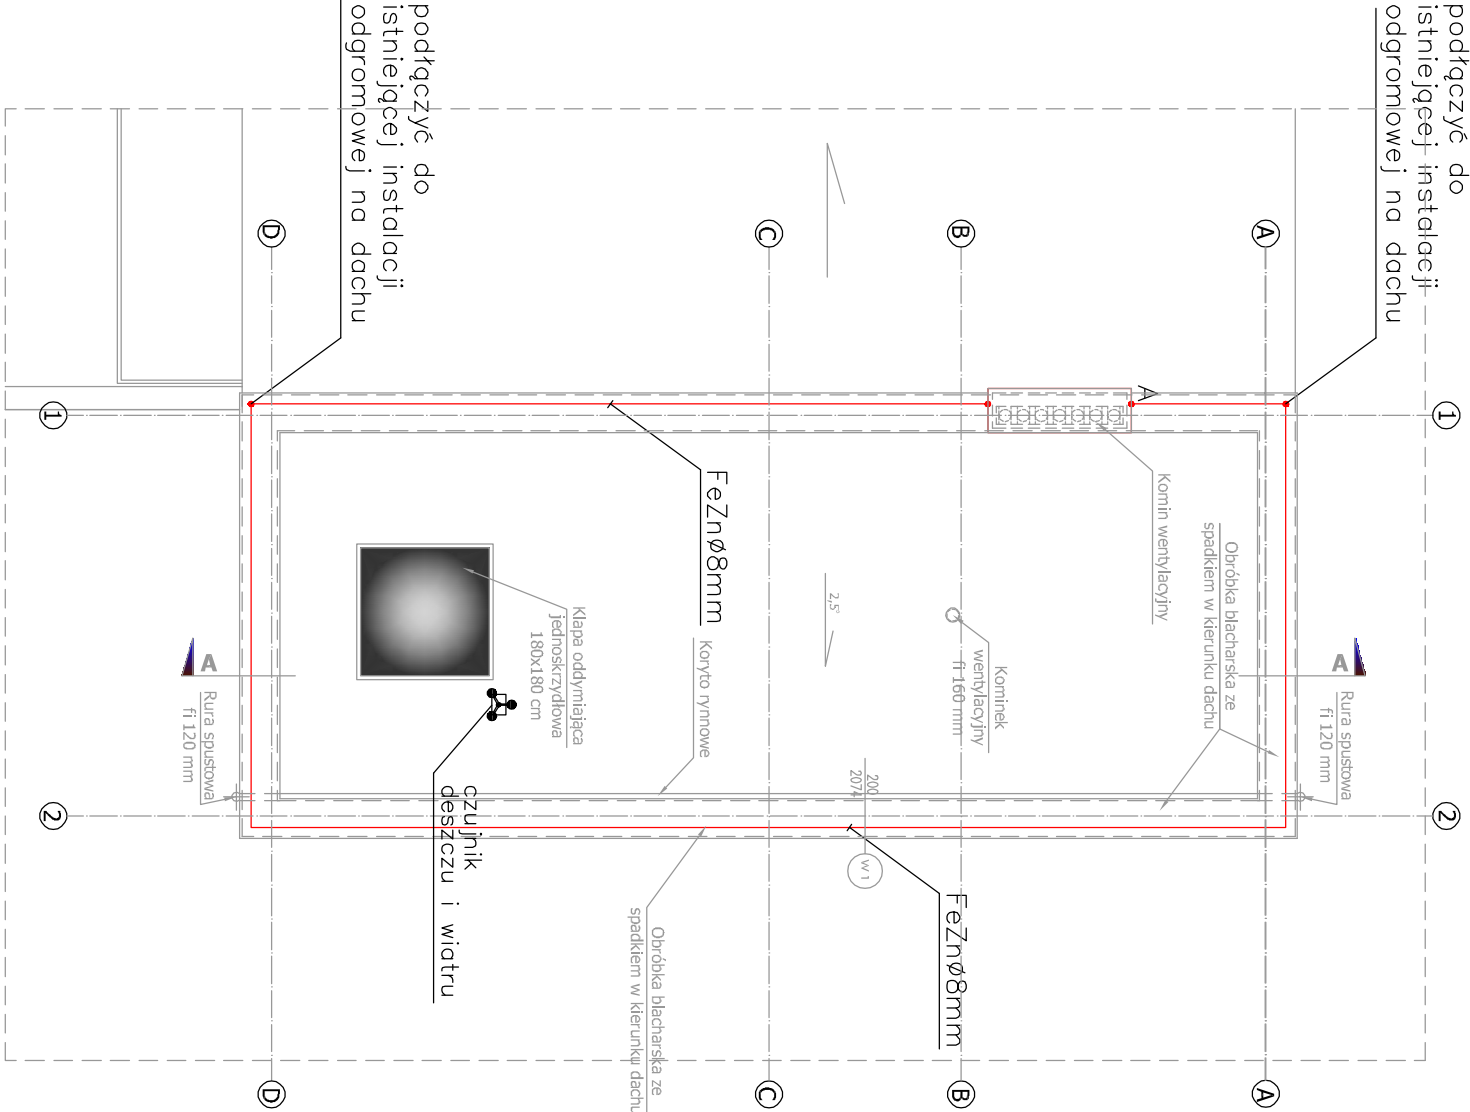 podłączyć do
istniejącej instalacji
odgromowej na dachu
podłączyć do
istniejącej instalacji
odgromowej na dachu
D
C
B
A
1
1
A
FeZnø8mm
Komin wentylacyjny
Obróbka blacharska ze
spadkiem w kierunku dachu
2,5°
Kominek
wentylacyjny
fi 160 mm
Klapa oddymiająca
jednoskrzydłowa
180x180 cm
Koryto rynnowe
A
A
Rura spustowa
fi 120 mm
Rura spustowa
fi 120 mm
czujnik
deszczu i wiatru
200
2074
W 1
2
2
FeZnø8mm
Obróbka blacharska ze
spadkiem w kierunku dachu
D
C
B
A